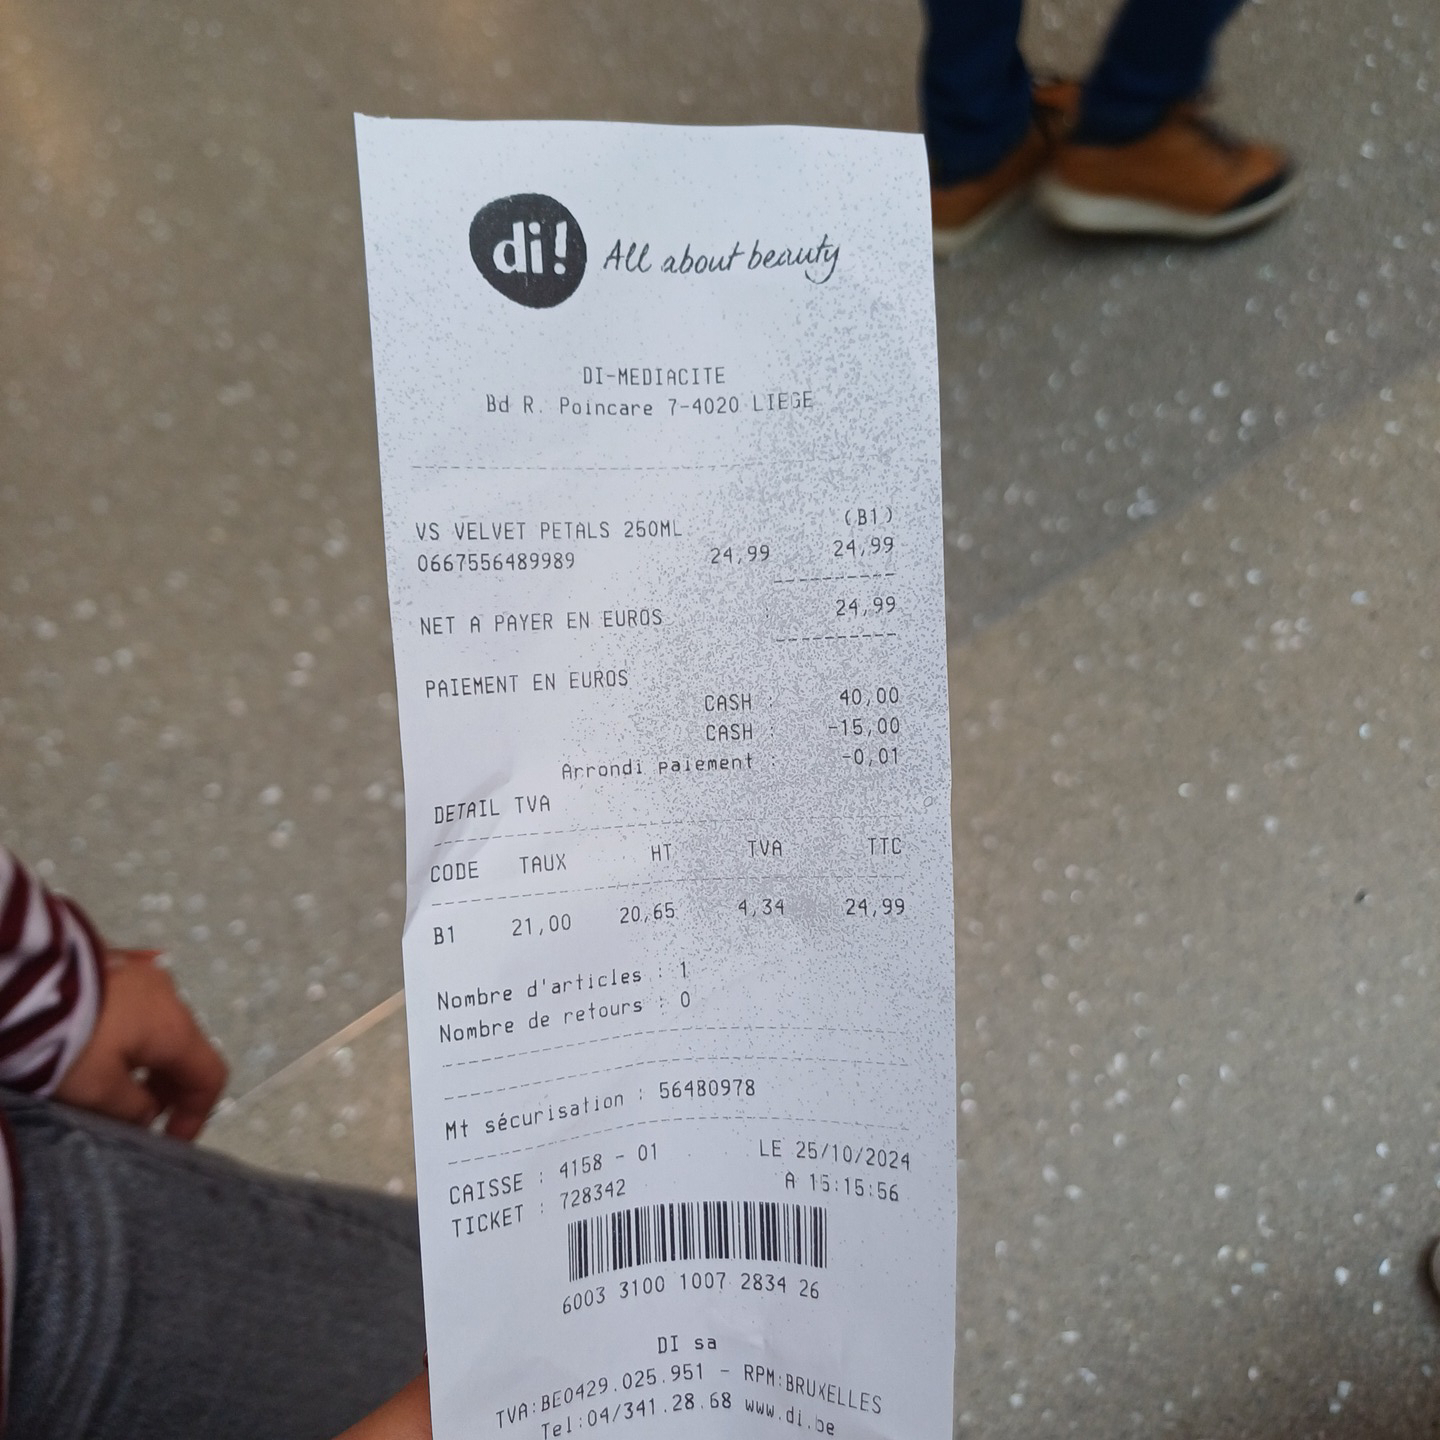 di! All about beauty
DI-MEDIACITE
Bd R. Poincare 7-4020 LIEGE
(B1)
VS VELVET PETALS 250ML
0667556489989 24,99 24,99
NET A PAYER EN EUROS : 24,99
PAIEMENT EN EUROS
CASH : 40,00
CASH : -15,00
Arrondi paiement : -0,01
DETAIL TVA
CODE TAUX HT TVA TTC
B1 21,00 20,65 4,34 24,99
Nombre d'articles : 1
Nombre de retours : 0
Mt sécurisation : 56480978
CAISSE : 4158 - 01 LE 25/10/2024
TICKET : 728342 A 15:15:56
6003 3100 1007 2834 26
DI sa
TVA:BE0429.025.951 - RPM:BRUXELLES
Tel:04/341.28.68 www.di.be